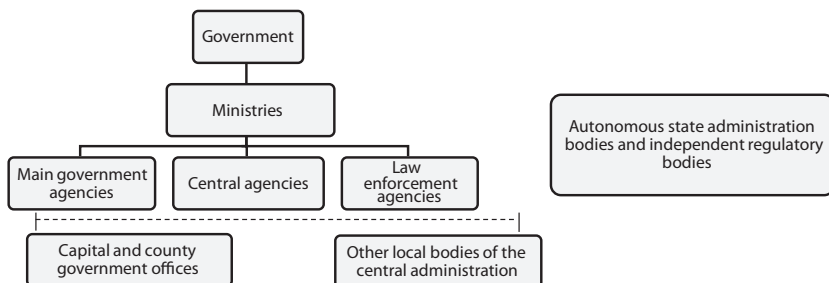 Government
Ministries
Autonomous state administration
bodies and independent regulatory
bodies
Main government
agencies
Central agencies
Law
enforcement
agencies
Capital and county
government offices
Other local bodies of the
central administration